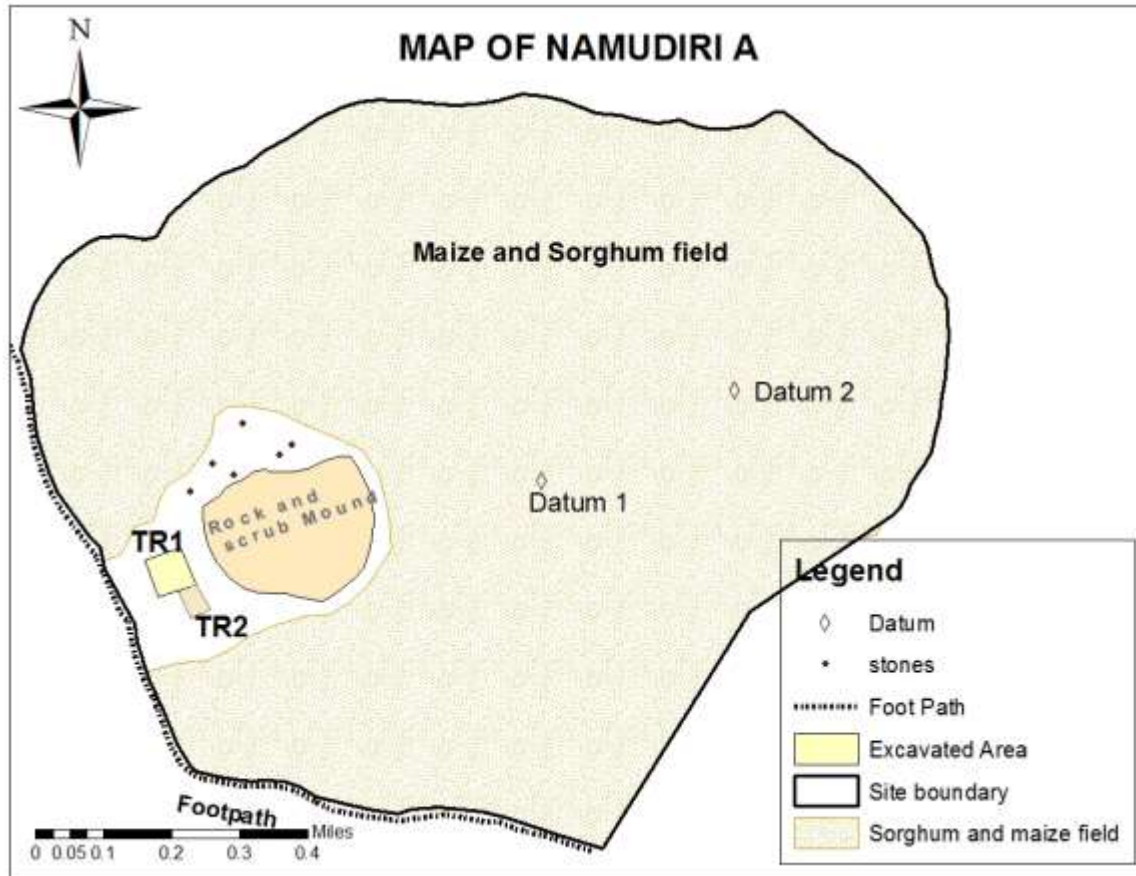 N
MAP OF NAMUDIRI A
Maize and Sorghum field
Datum 2
Datum 1
Rock and
scrub Mound
TR1
TR2
Legend
Datum
stones
Foot Path
Excavated Area
Site boundary
Sorghum and maize field
Footpath
Miles
0 0.05 0.1 0.2 0.3 0.4